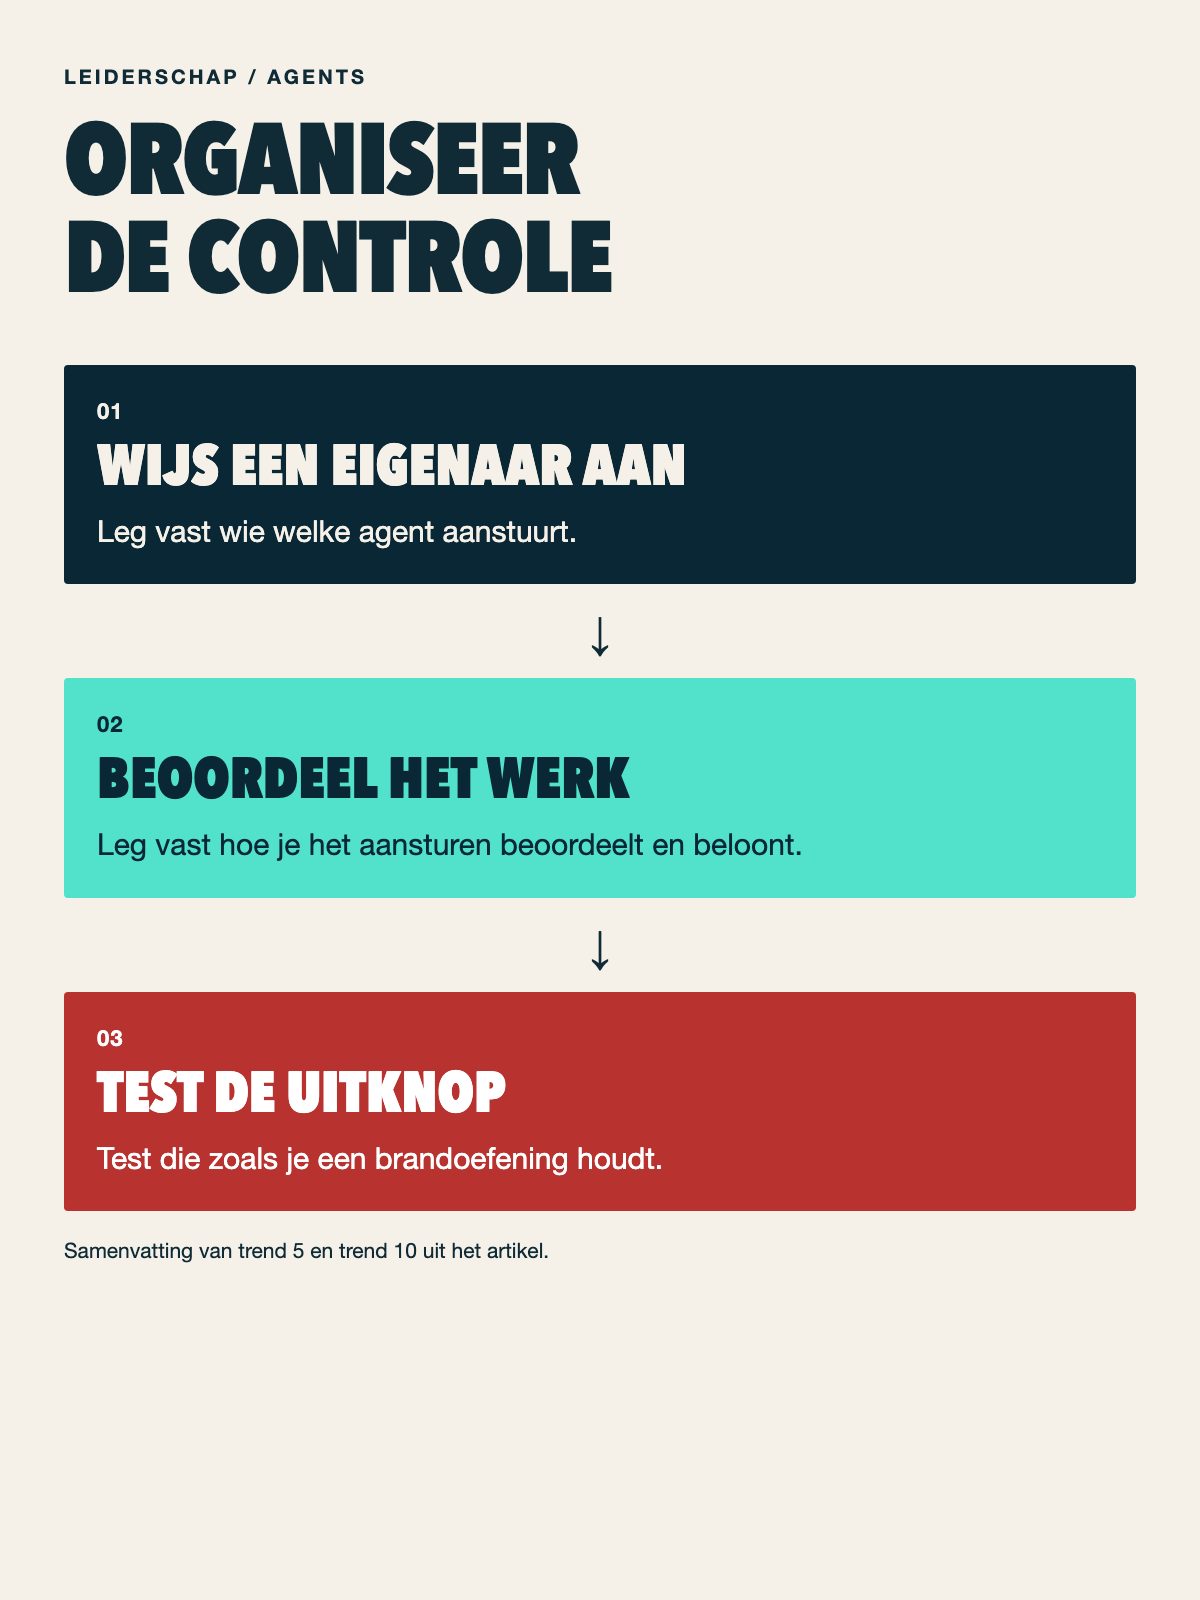 LEIDERSCHAP / AGENTS
ORGANISEER
DE CONTROLE
01
WIJS EEN EIGENAAR AAN
Leg vast wie welke agent aanstuurt.
↓
02
BEOORDEEL HET WERK
Leg vast hoe je het aansturen beoordeelt en beloont.
↓
03
TEST DE UITKNOP
Test die zoals je een brandoefening houdt.
Samenvatting van trend 5 en trend 10 uit het artikel.